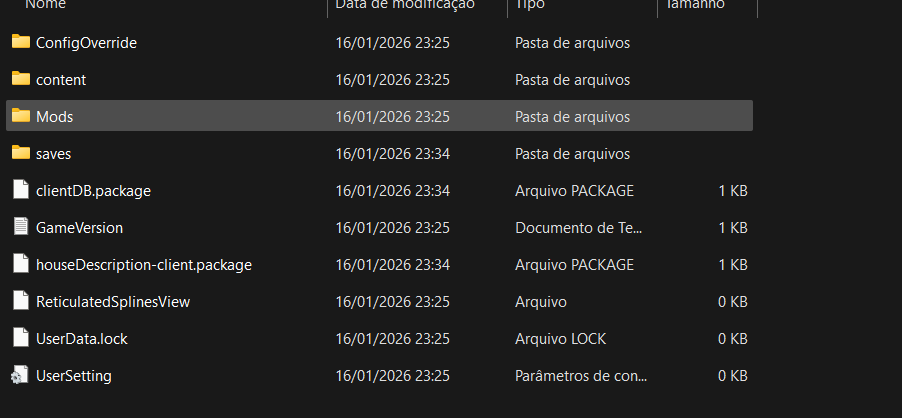 Nome Data de modificação Tipo Tamanho
ConfigOverride 16/01/2026 23:25 Pasta de arquivos
content 16/01/2026 23:25 Pasta de arquivos
Mods 16/01/2026 23:25 Pasta de arquivos
saves 16/01/2026 23:34 Pasta de arquivos
clientDB.package 16/01/2026 23:34 Arquivo PACKAGE 1 KB
GameVersion 16/01/2026 23:25 Documento de Te... 1 KB
houseDescription-client.package 16/01/2026 23:34 Arquivo PACKAGE 1 KB
ReticulatedSplinesView 16/01/2026 23:25 Arquivo 0 KB
UserData.lock 16/01/2026 23:25 Arquivo LOCK 0 KB
UserSetting 16/01/2026 23:25 Parâmetros de con... 0 KB